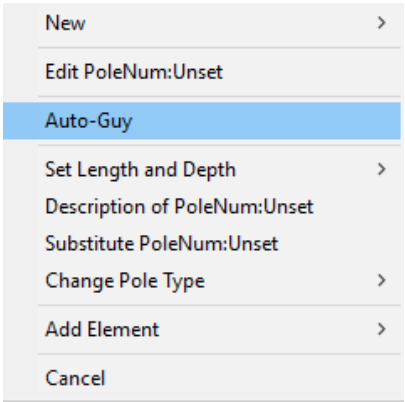 New
Edit PoleNum:Unset
Auto-Guy
Set Length and Depth
Description of PoleNum:Unset
Substitute PoleNum:Unset
Change Pole Type
Add Element
Cancel